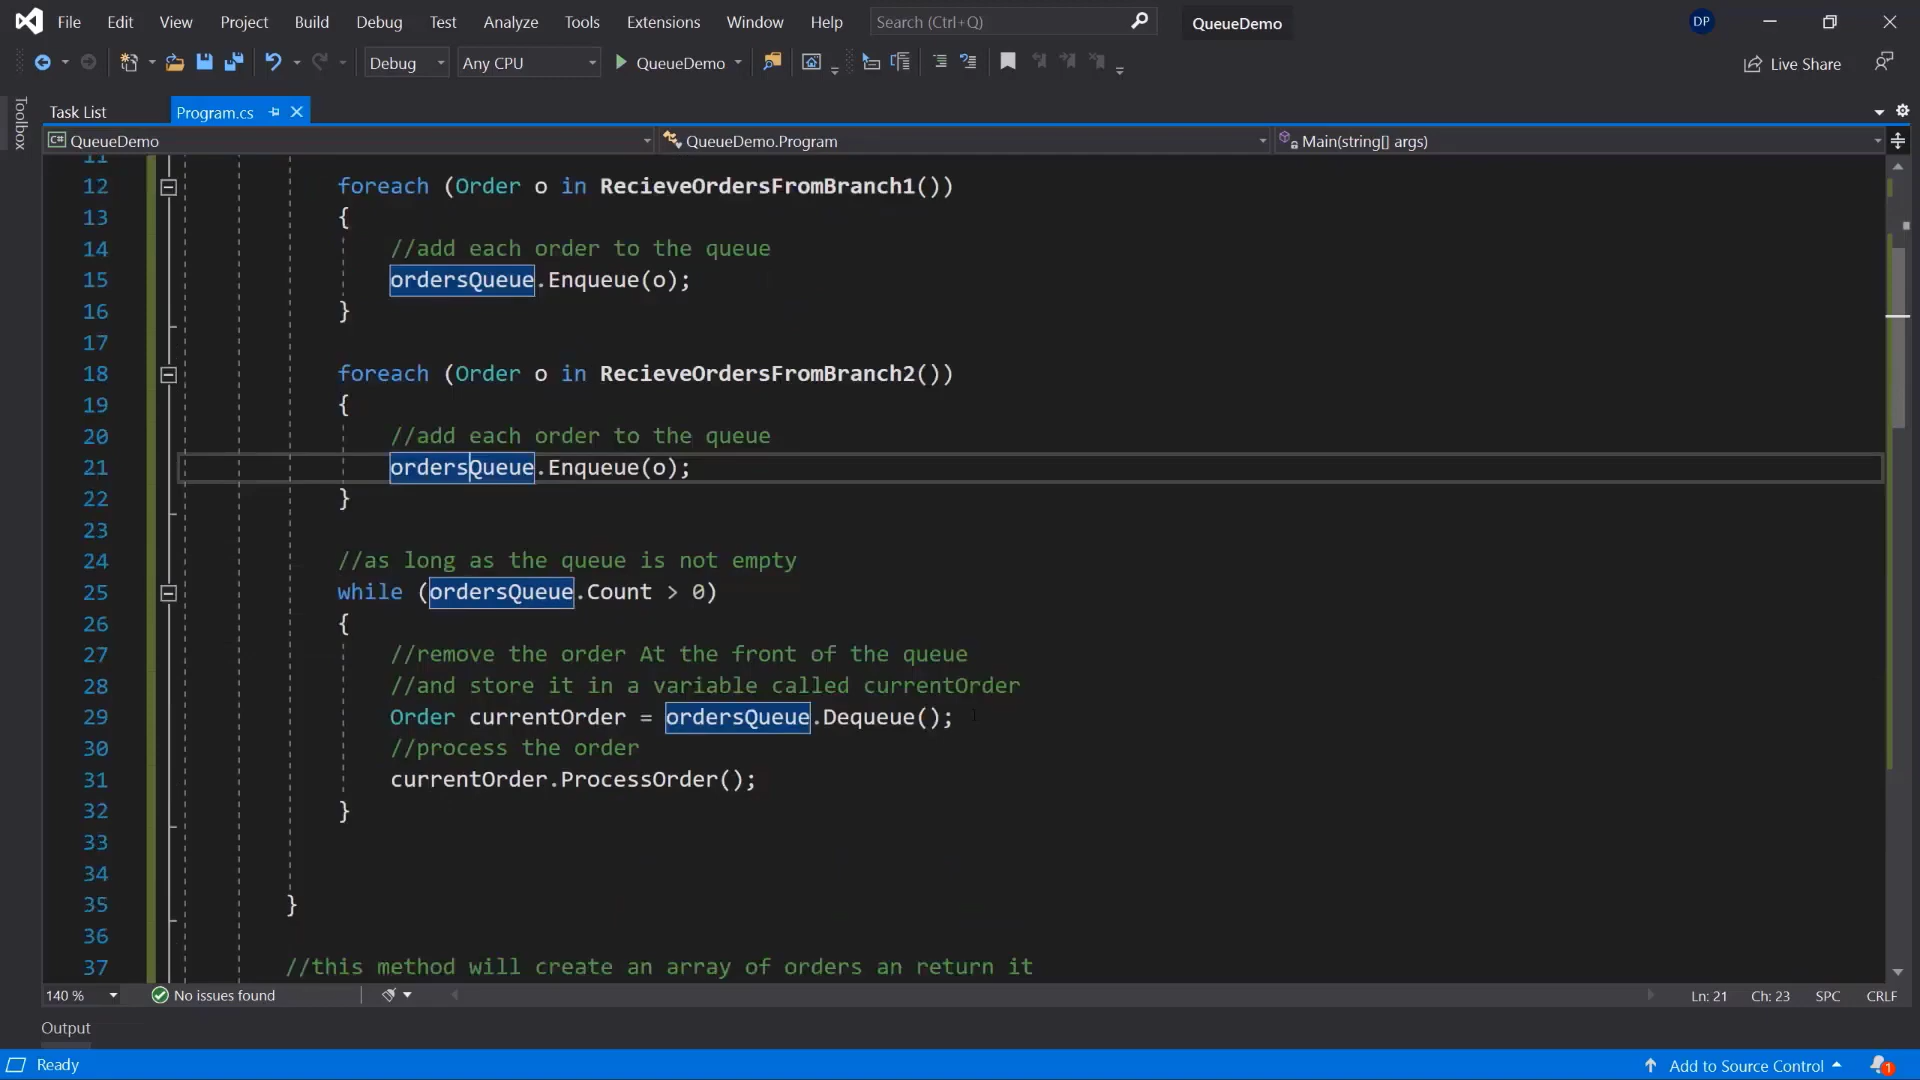 File Edit View Project Build Debug Test Analyze Tools Extensions Window Help Search (Ctrl+Q) QueueDemo DP
Debug Any CPU QueueDemo Live Share
Toolbox
Task List Program.cs
C# QueueDemo QueueDemo.Program Main(string[] args)
11
12 foreach (Order o in RecieveOrdersFromBranch1())
13 {
14 //add each order to the queue
15 ordersQueue.Enqueue(o);
16 }
17
18 foreach (Order o in RecieveOrdersFromBranch2())
19 {
20 //add each order to the queue
21 ordersQueue.Enqueue(o);
22 }
23
24 //as long as the queue is not empty
25 while (ordersQueue.Count > 0)
26 {
27 //remove the order At the front of the queue
28 //and store it in a variable called currentOrder
29 Order currentOrder = ordersQueue.Dequeue();
30 //process the order
31 currentOrder.ProcessOrder();
32 }
33
34
35 }
36
37 //this method will create an array of orders an return it
140 % No issues found Ln: 21 Ch: 23 SPC CRLF
Output
Ready Add to Source Control 1